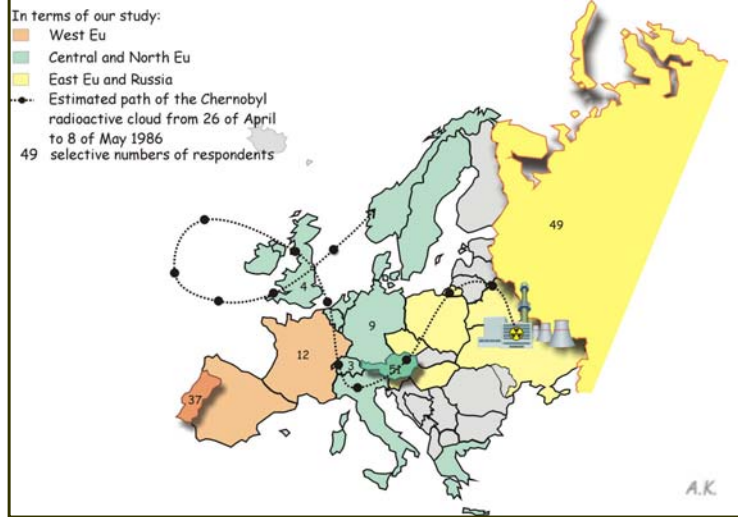 In terms of our study:
West Eu
Central and North Eu
East Eu and Russia
Estimated path of the Chernobyl
radioactive cloud from 26 of April
to 8 of May 1986
49 selective numbers of respondents
49
4
9
12
3
51
37
A.K.